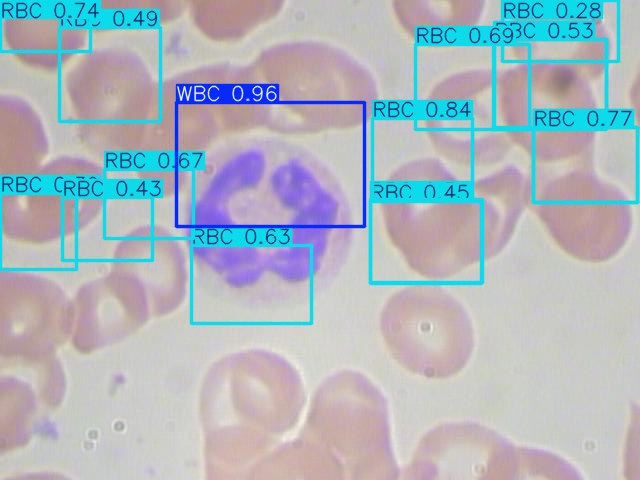 RBC 0.74
RBC 0.49
RBC 0.28
RBC 0.53
RBC 0.69
WBC 0.96
RBC 0.84
RBC 0.77
RBC 0.67
RBC
RBC 0.43
RBC 0.45
RBC 0.63